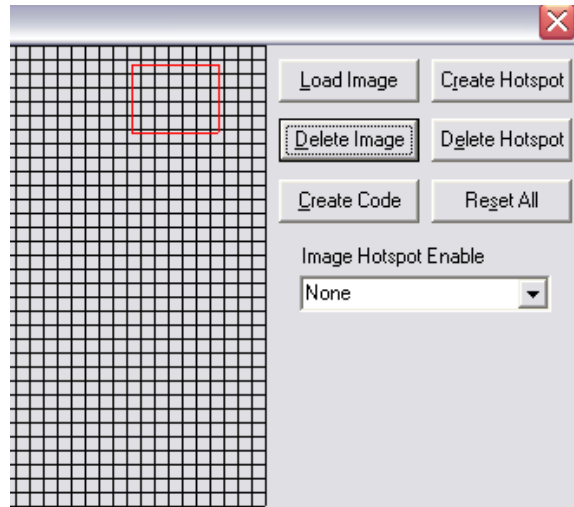 Load Image Create Hotspot
Delete Image Delete Hotspot
Create Code Reset All
Image Hotspot Enable
None